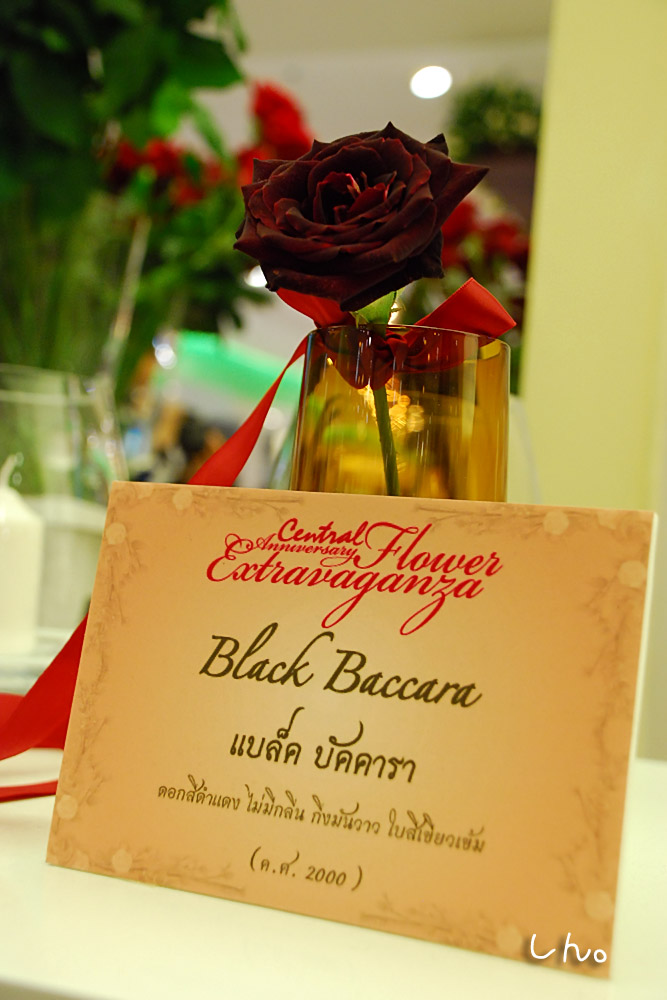 Central
Anniversary Flower
Extravaganza
Black Baccara
แบล็ค บัคคารา
ดอกสีดำแดง ไม่มีกลิ่น กิ่งมันวาว ใบสีเขียวเข้ม
(ค.ศ. 2000 )